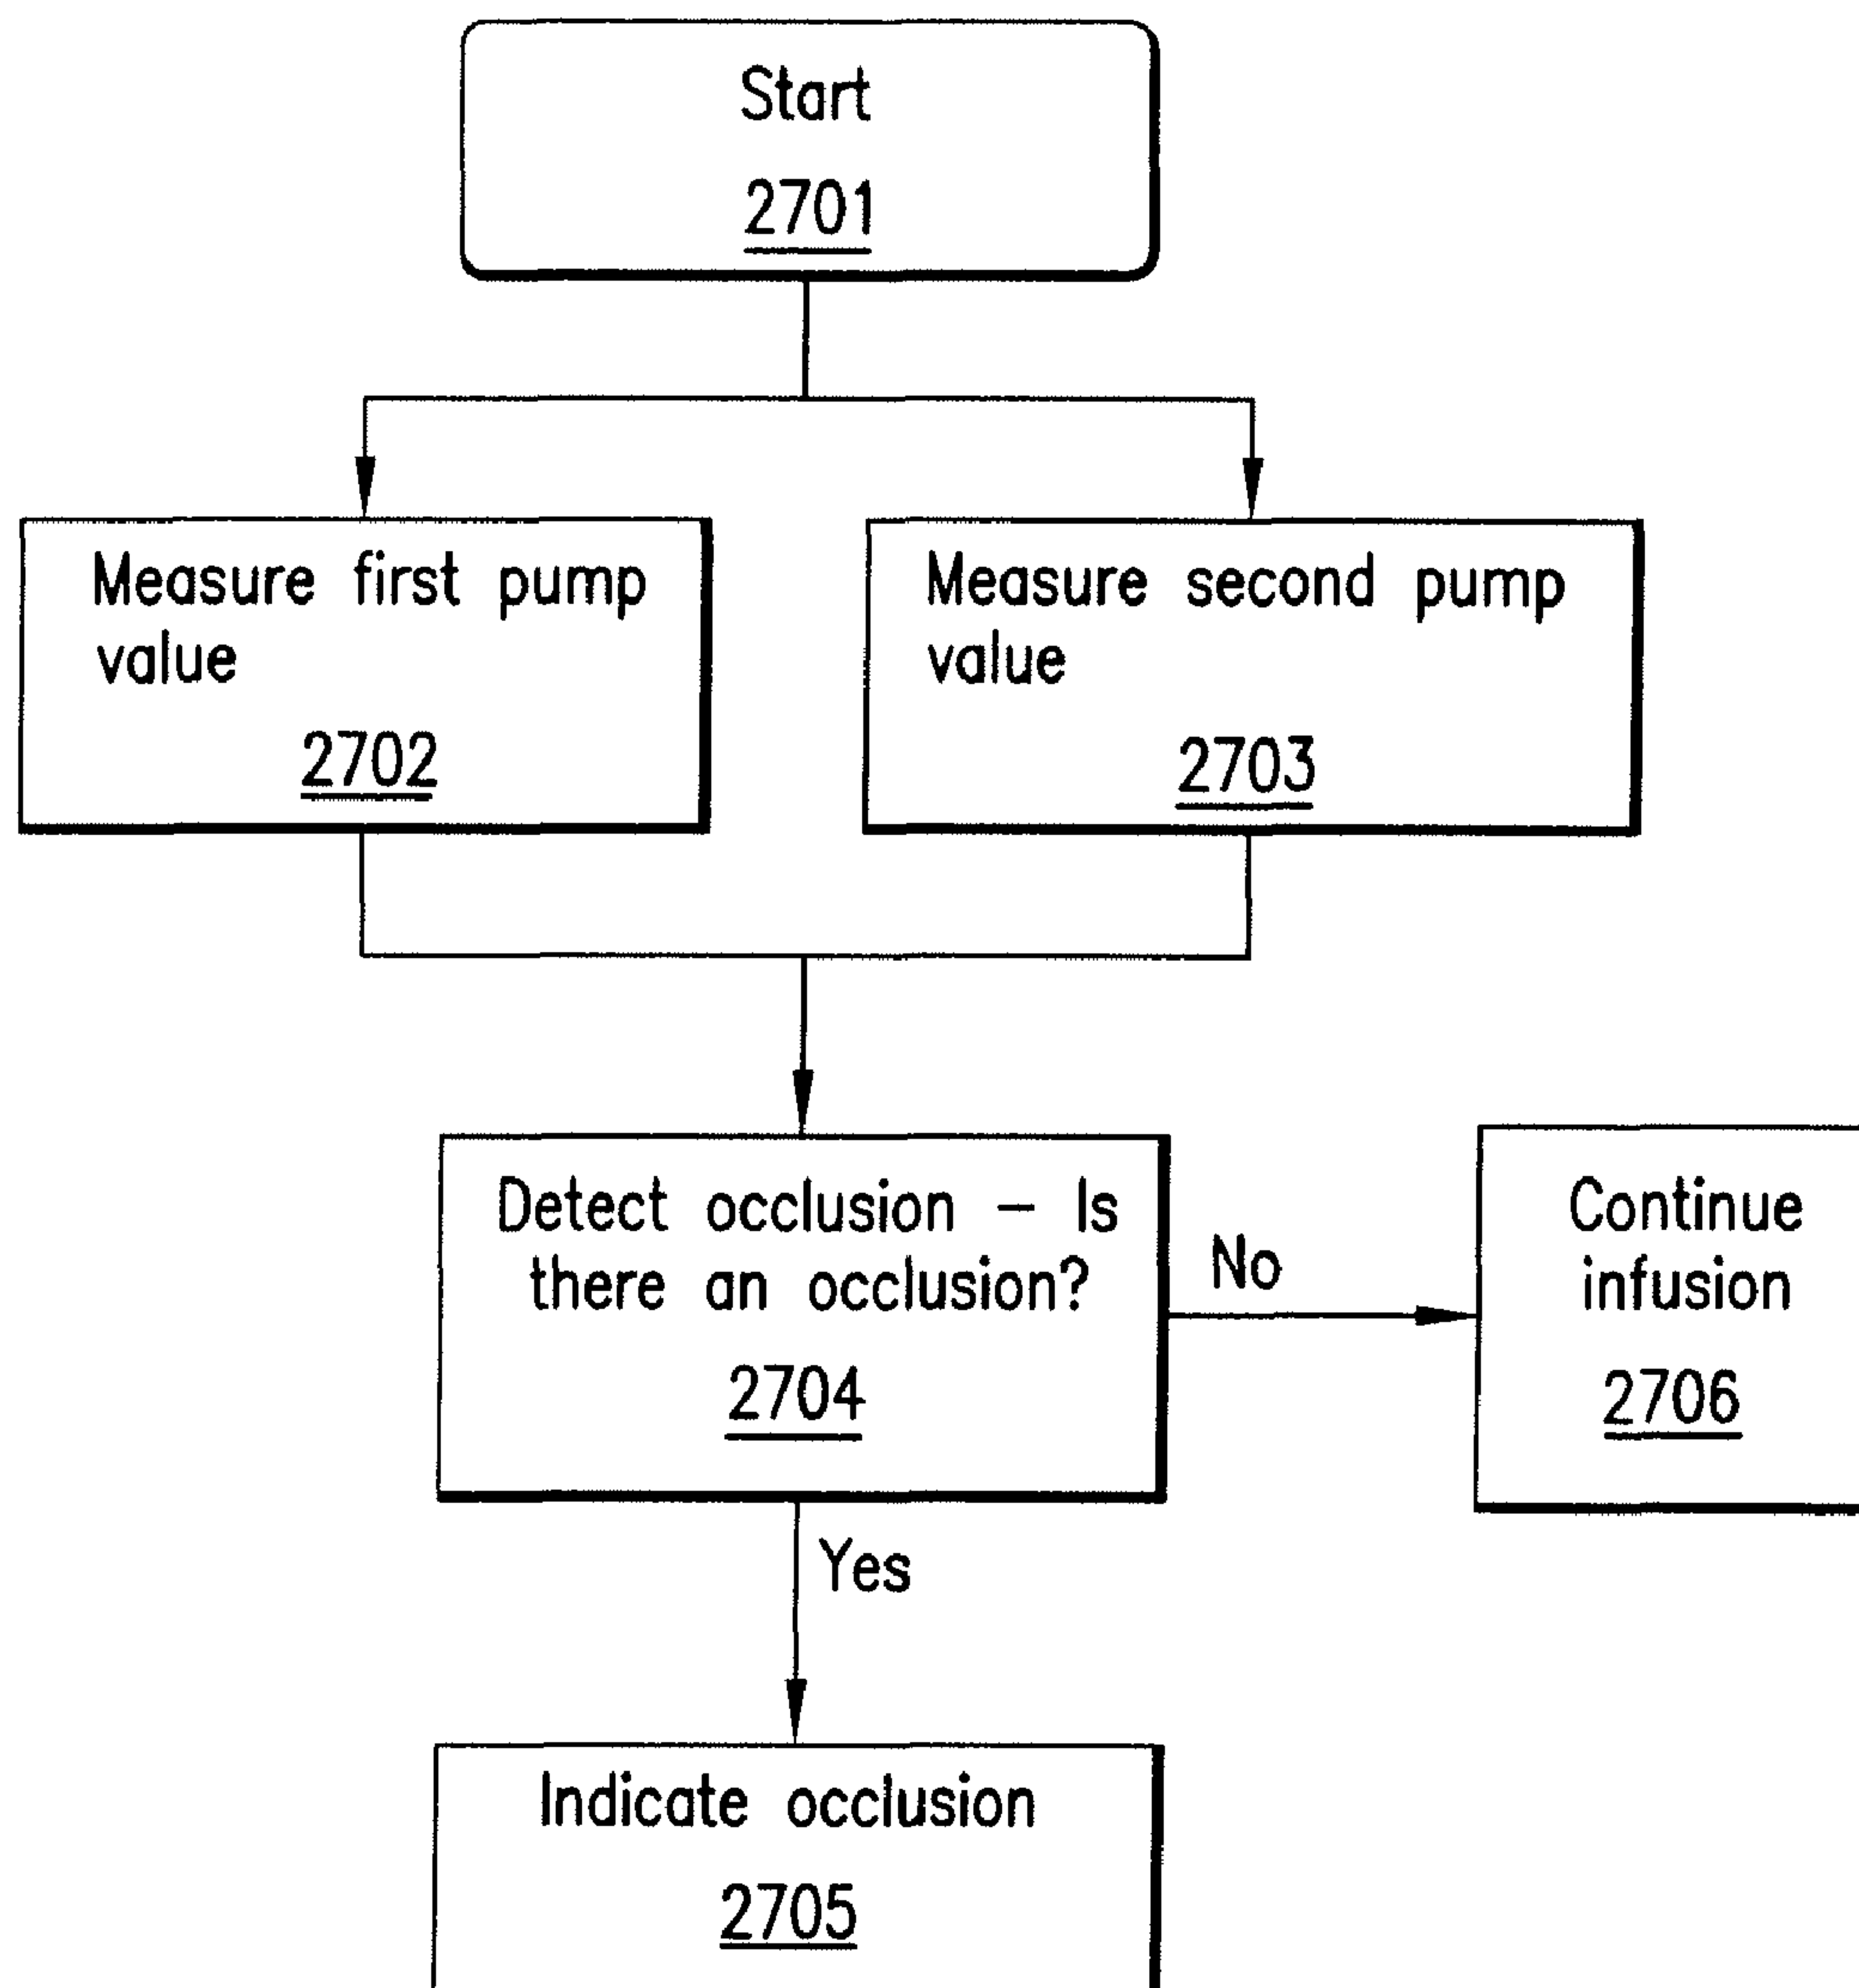 Start
2701
Measure first pump
value
2702
Measure second pump
value
2703
Detect occlusion – Is
there an occlusion?
2704
No
Continue
infusion
2706
Yes
Indicate occlusion
2705